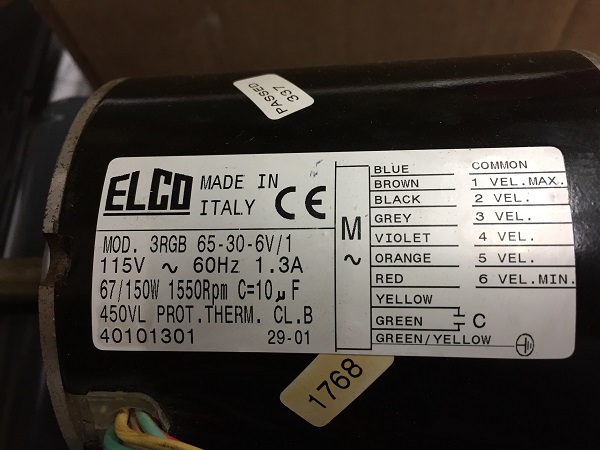 PASSED
337
ELCO MADE IN
ITALY CE
MOD. 3RGB 65-30-6V/1
115V ~ 60Hz 1.3A
67/150W 1550Rpm C=10µF
450VL PROT.THERM. CL.B
40101301 29-01
M
~
BLUE COMMON
BROWN 1 VEL.MAX.
BLACK 2 VEL.
GREY 3 VEL.
VIOLET 4 VEL.
ORANGE 5 VEL.
RED 6 VEL.MIN.
YELLOW
GREEN C
GREEN/YELLOW
1768